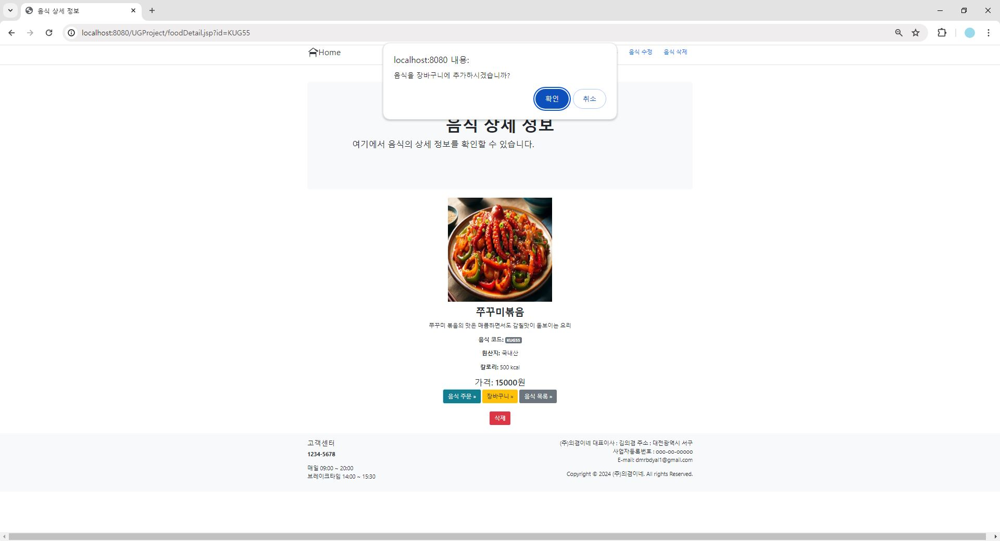 음식 상세 정보
localhost:8080/UGProject/foodDetail.jsp?id=KUG55
Home
음식 수정 음식 삭제
localhost:8080 내용:
음식을 장바구니에 추가하시겠습니까?
확인 취소
음식 상세 정보
여기에서 음식의 상세 정보를 확인할 수 있습니다.
쭈꾸미볶음
쭈꾸미 볶음의 맛은 매콤하면서도 감칠맛이 돋보이는 요리
음식 코드: KUG55
원산지: 국내산
칼로리: 500 kcal
가격: 15000원
음식 주문 » 장바구니 » 음식 목록 »
삭제
고객센터
1234-5678
매일 09:00 ~ 20:00
브레이크타임 14:00 ~ 15:30
(주)의겸이네 대표이사 : 김의겸 주소 : 대전광역시 서구
사업자등록번호 : ooo-oo-ooooo
E-mail: dmrbdyal1@gmail.com
Copyright © 2024 (주)의겸이네. All rights Reserved.